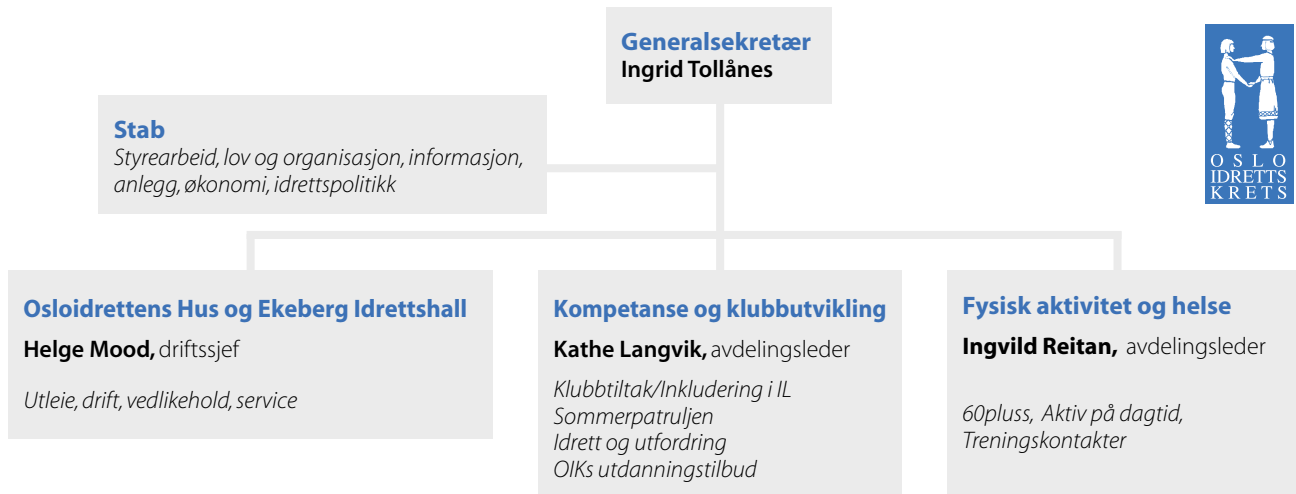 Generalsekretær
Ingrid Tollånes
Stab
Styrearbeid, lov og organisasjon, informasjon,
anlegg, økonomi, idrettspolitikk
OSLO
IDRETTS
KRETS
Osloidrettens Hus og Ekeberg Idrettshall
Helge Mood, driftssjef
Utleie, drift, vedlikehold, service
Kompetanse og klubbutvikling
Kathe Langvik, avdelingsleder
Klubbtiltak/Inkludering i IL
Sommerpatruljen
Idrett og utfordring
OIKs utdanningstilbud
Fysisk aktivitet og helse
Ingvild Reitan, avdelingsleder
60pluss, Aktiv på dagtid,
Treningskontakter